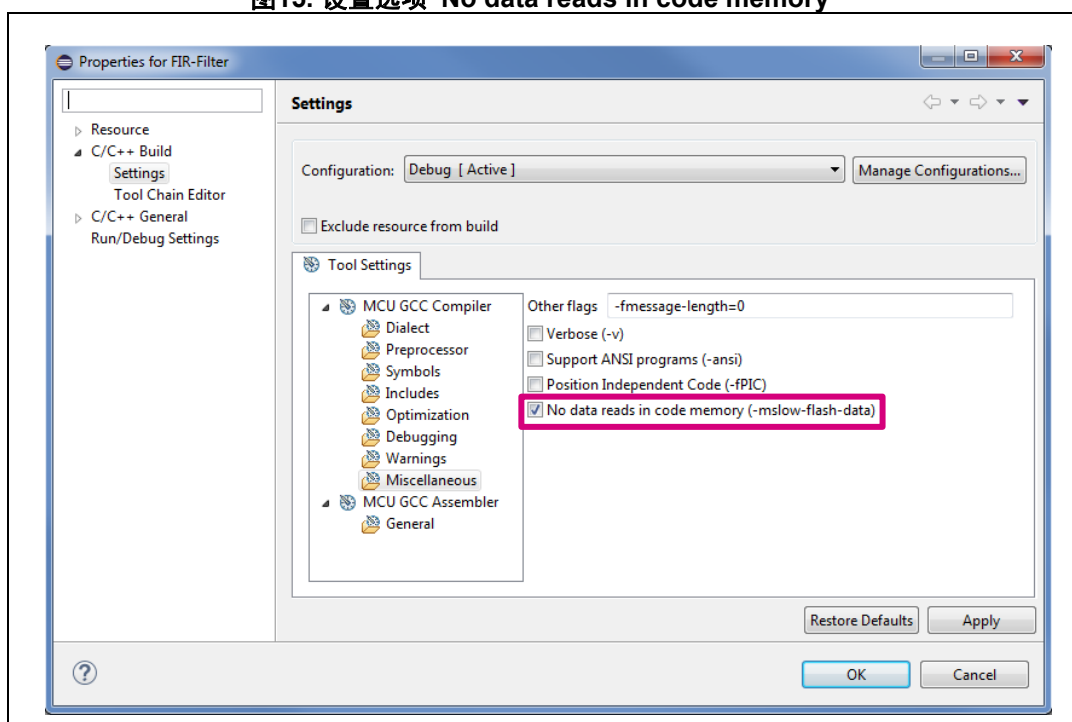 图15. 设置选项“No data reads in code memory”
Properties for FIR-Filter
Settings
Resource
C/C++ Build
Settings
Tool Chain Editor
C/C++ General
Run/Debug Settings
Configuration: Debug [ Active ] Manage Configurations...
Exclude resource from build
Tool Settings
MCU GCC Compiler
Dialect
Preprocessor
Symbols
Includes
Optimization
Debugging
Warnings
Miscellaneous
MCU GCC Assembler
General
Other flags -fmessage-length=0
Verbose (-v)
Support ANSI programs (-ansi)
Position Independent Code (-fPIC)
No data reads in code memory (-mslow-flash-data)
Restore Defaults Apply
? OK Cancel